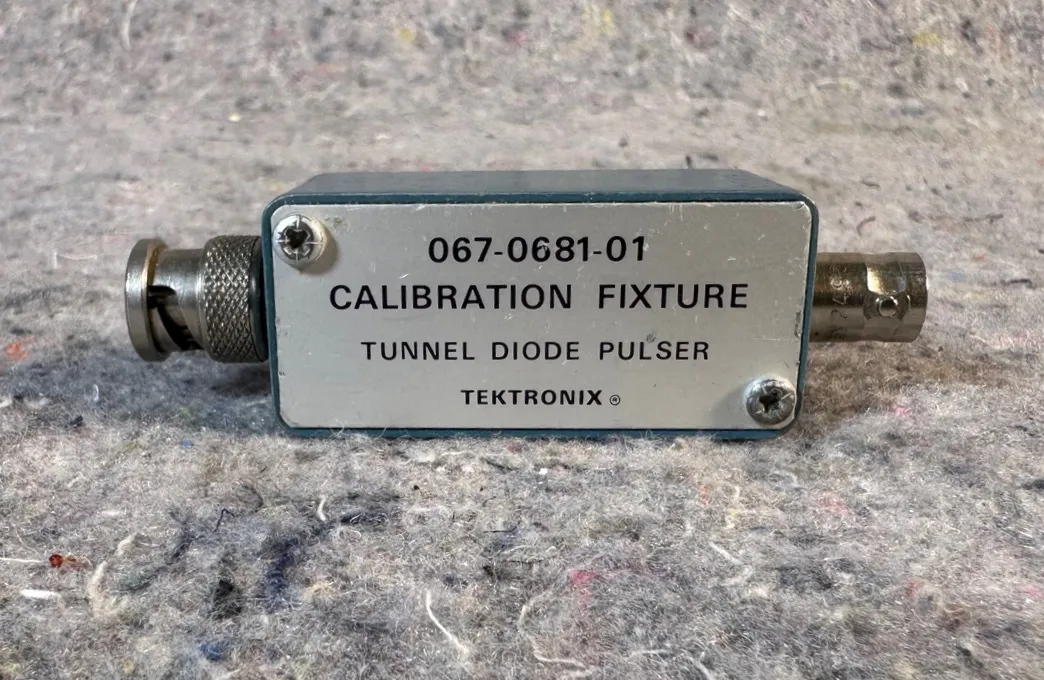 067-0681-01
CALIBRATION FIXTURE
TUNNEL DIODE PULSER
TEKTRONIX ®